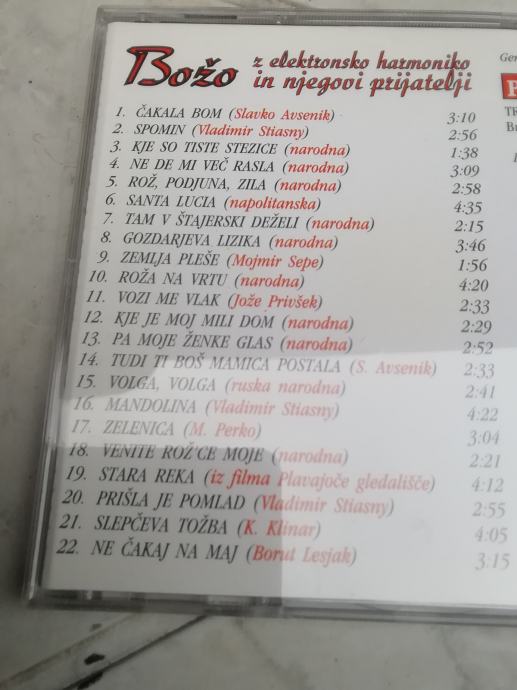 Božo z elektronsko harmoniko
in njegovi prijatelji
1. ČAKALA BOM (Slavko Avsenik) 3:10
2. SPOMIN (Vladimir Stiasny) 2:56
3. KJE SO TISTE STEZICE (narodna) 1:38
4. NE DE MI VEČ RASLA (narodna) 3:09
5. ROŽ, PODJUNA, ZILA (narodna) 2:58
6. SANTA LUCIA (napolitanska) 4:35
7. TAM V ŠTAJERSKI DEŽELI (narodna) 2:15
8. GOZDARJEVA LIZIKA (narodna) 3:46
9. ZEMLJA PLEŠE (Mojmir Sepe) 1:56
10. ROŽA NA VRTU (narodna) 4:20
11. VOZI ME VLAK (Jože Privšek) 2:33
12. KJE JE MOJ MILI DOM (narodna) 2:29
13. PA MOJE ŽENKE GLAS (narodna) 2:52
14. TUDI TI BOŠ MAMICA POSTALA (S. Avsenik) 2:33
15. VOLGA, VOLGA (ruska narodna) 2:41
16. MANDOLINA (Vladimir Stiasny) 4:22
17. ZELENICA (M. Perko) 3:04
18. VENITE ROŽ'CE MOJE (narodna) 2:21
19. STARA REKA (iz filma Plavajoče gledališče) 4:12
20. PRIŠLA JE POMLAD (Vladimir Stiasny) 2:55
21. SLEPČEVA TOŽBA (K. Klinar) 4:05
22. NE ČAKAJ NA MAJ (Borut Lesjak) 3:15